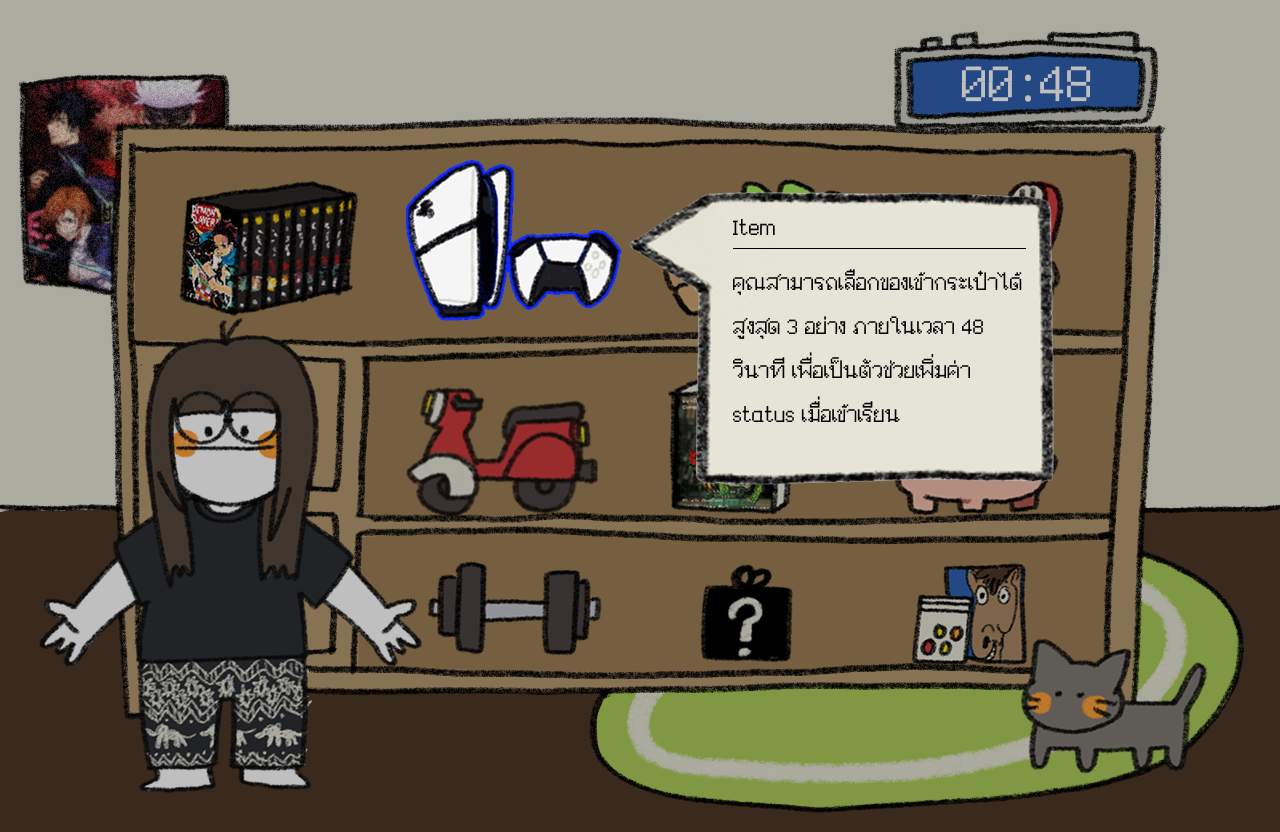 00:48
DEMON
SLAYER
Item
คุณสามารถเลือกของเข้ากระเป๋าได้
สูงสุด 3 อย่าง ภายในเวลา 48
วินาที เพื่อเป็นตัวช่วยเพิ่มค่า
status เมื่อเข้าเรียน
?